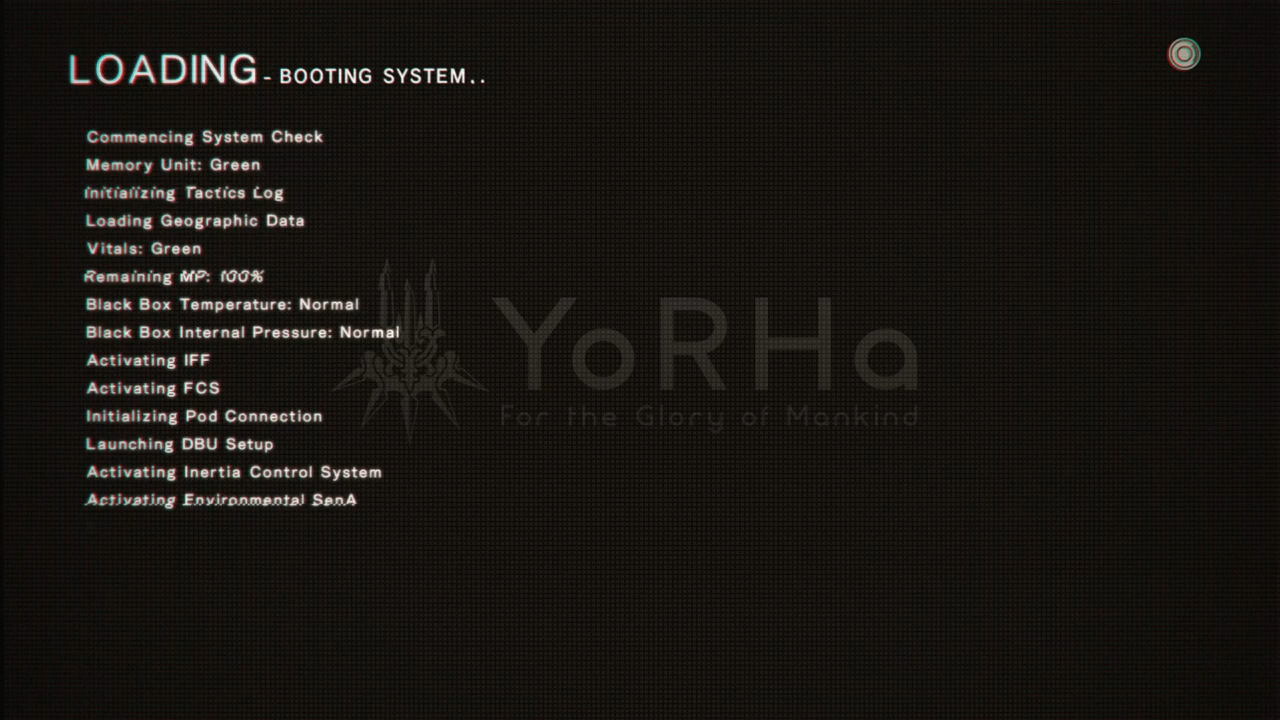 LOADING - BOOTING SYSTEM..
Commencing System Check
Memory Unit: Green
Initializing Tactics Log
Loading Geographic Data
Vitals: Green
Remaining MP: 100%
Black Box Temperature: Normal
Black Box Internal Pressure: Normal
Activating IFF
Activating FCS
Initializing Pod Connection
Launching DBU Setup
Activating Inertia Control System
Activating Environmental SenA
YoRHa
For the Glory of Mankind